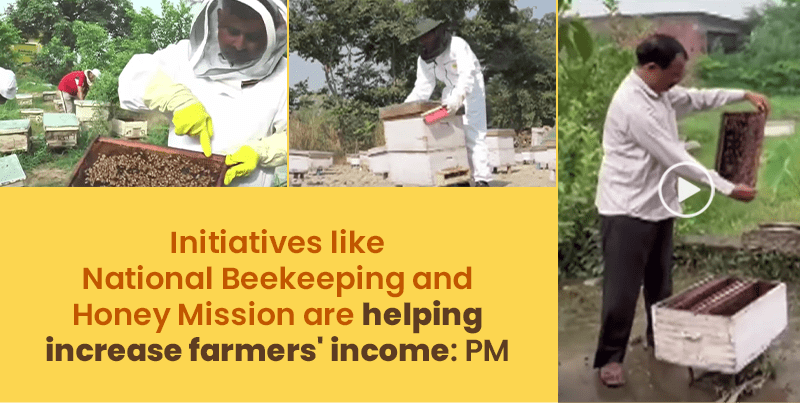 Initiatives like
National Beekeeping and
Honey Mission are helping
increase farmers' income: PM